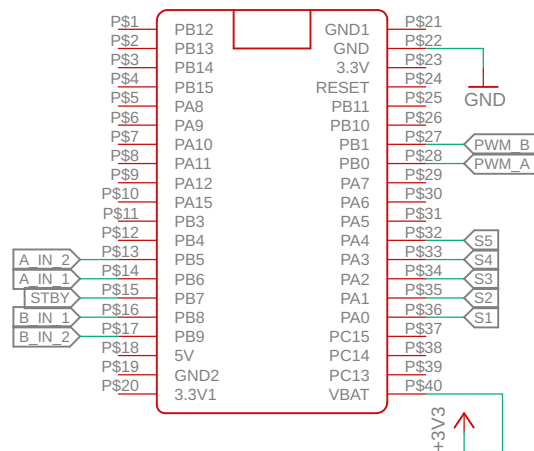 P$1 PB12 GND1 P$21
P$2 PB13 GND P$22
P$3 PB14 3.3V P$23
P$4 PB15 RESET P$24
GND
P$5 PA8 PB11 P$25
P$6 PA9 PB10 P$26
P$7 PA10 PB1 P$27 PWM_B
P$8 PA11 PB0 P$28 PWM_A
P$9 PA12 PA7 P$29
P$10 PA15 PA6 P$30
P$11 PB3 PA5 P$31
P$12 PB4 PA4 P$32 S5
A_IN_2 P$13 PB5 PA3 P$33 S4
A_IN_1 P$14 PB6 PA2 P$34 S3
STBY P$15 PB7 PA1 P$35 S2
B_IN_1 P$16 PB8 PA0 P$36 S1
B_IN_2 P$17 PB9 PC15 P$37
P$18 5V PC14 P$38
P$19 GND2 PC13 P$39
P$20 3.3V1 VBAT P$40
+3V3